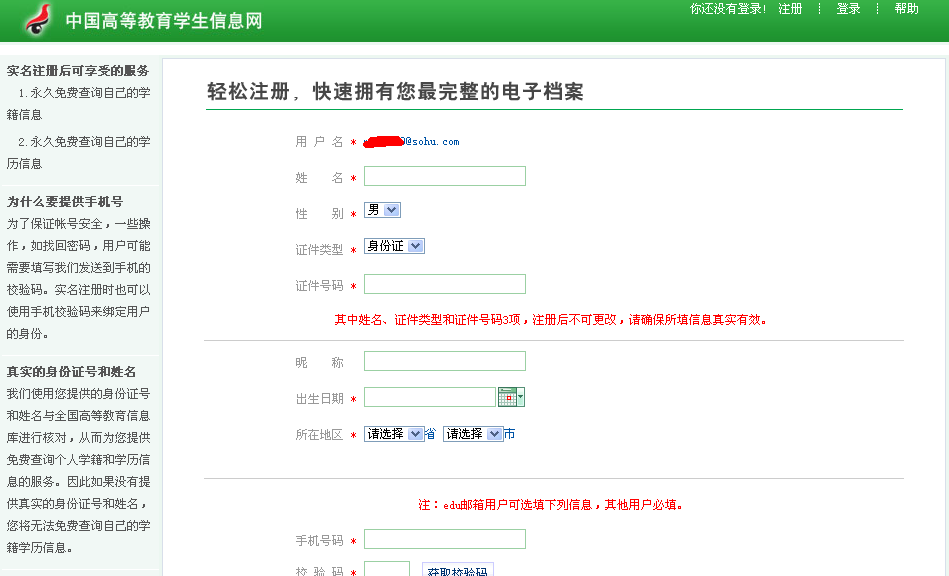 中国高等教育学生信息网
你还没有登录! 注册 登录 帮助
实名注册后可享受的服务
1.永久免费查询自己的学
籍信息
2.永久免费查询自己的学
历信息
为什么要提供手机号
为了保证帐号安全,一些操
作,如找回密码,用户可能
需要填写我们发送到手机的
校验码。实名注册时也可以
使用手机校验码来绑定用户
的身份。
真实的身份证号和姓名
我们使用您提供的身份证号
和姓名与全国高等教育信息
库进行核对,从而为您提供
免费查询个人学籍和学历信
息的服务。因此如果没有提
供真实的身份证号和姓名,
您将无法免费查询自己的学
籍学历信息。
轻松注册,快速拥有您最完整的电子档案
用 户 名 * @sohu.com
姓 名 *
性 别 * 男
证件类型 * 身份证
证件号码 *
其中姓名、证件类型和证件号码3项,注册后不可更改,请确保所填信息真实有效。
昵 称
出生日期 *
所在地区 * 请选择 省 请选择 市
注:edu邮箱用户可选填下列信息,其他用户必填。
手机号码 *
校 验 码 * 获取校验码